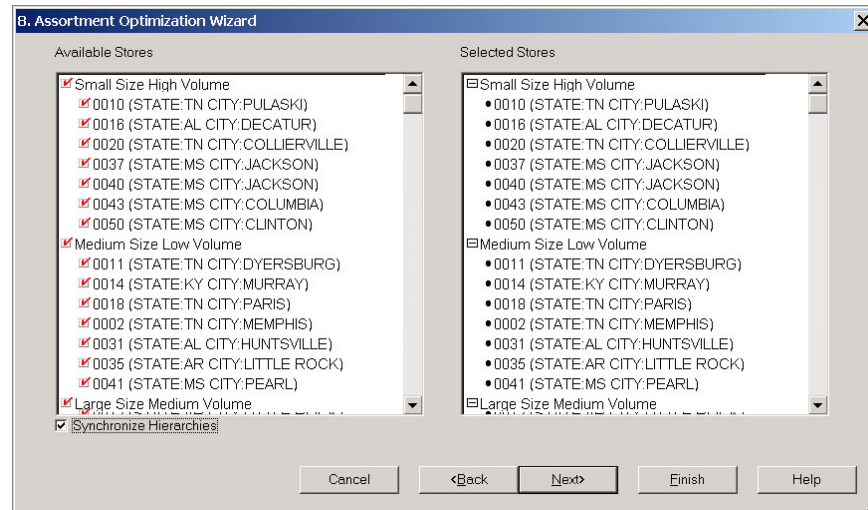 8. Assortment Optimization Wizard
Available Stores
Small Size High Volume
0010 (STATE:TN CITY:PULASKI)
0016 (STATE:AL CITY:DECATUR)
0020 (STATE:TN CITY:COLLIERVILLE)
0037 (STATE:MS CITY:JACKSON)
0040 (STATE:MS CITY:JACKSON)
0043 (STATE:MS CITY:COLUMBIA)
0050 (STATE:MS CITY:CLINTON)
Medium Size Low Volume
0011 (STATE:TN CITY:DYERSBURG)
0014 (STATE:KY CITY:MURRAY)
0018 (STATE:TN CITY:PARIS)
0002 (STATE:TN CITY:MEMPHIS)
0031 (STATE:AL CITY:HUNTSVILLE)
0035 (STATE:AR CITY:LITTLE ROCK)
0041 (STATE:MS CITY:PEARL)
Large Size Medium Volume
Synchronize Hierarchies
Selected Stores
Small Size High Volume
0010 (STATE:TN CITY:PULASKI)
0016 (STATE:AL CITY:DECATUR)
0020 (STATE:TN CITY:COLLIERVILLE)
0037 (STATE:MS CITY:JACKSON)
0040 (STATE:MS CITY:JACKSON)
0043 (STATE:MS CITY:COLUMBIA)
0050 (STATE:MS CITY:CLINTON)
Medium Size Low Volume
0011 (STATE:TN CITY:DYERSBURG)
0014 (STATE:KY CITY:MURRAY)
0018 (STATE:TN CITY:PARIS)
0002 (STATE:TN CITY:MEMPHIS)
0031 (STATE:AL CITY:HUNTSVILLE)
0035 (STATE:AR CITY:LITTLE ROCK)
0041 (STATE:MS CITY:PEARL)
Large Size Medium Volume
Cancel
<Back
Next>
Finish
Help